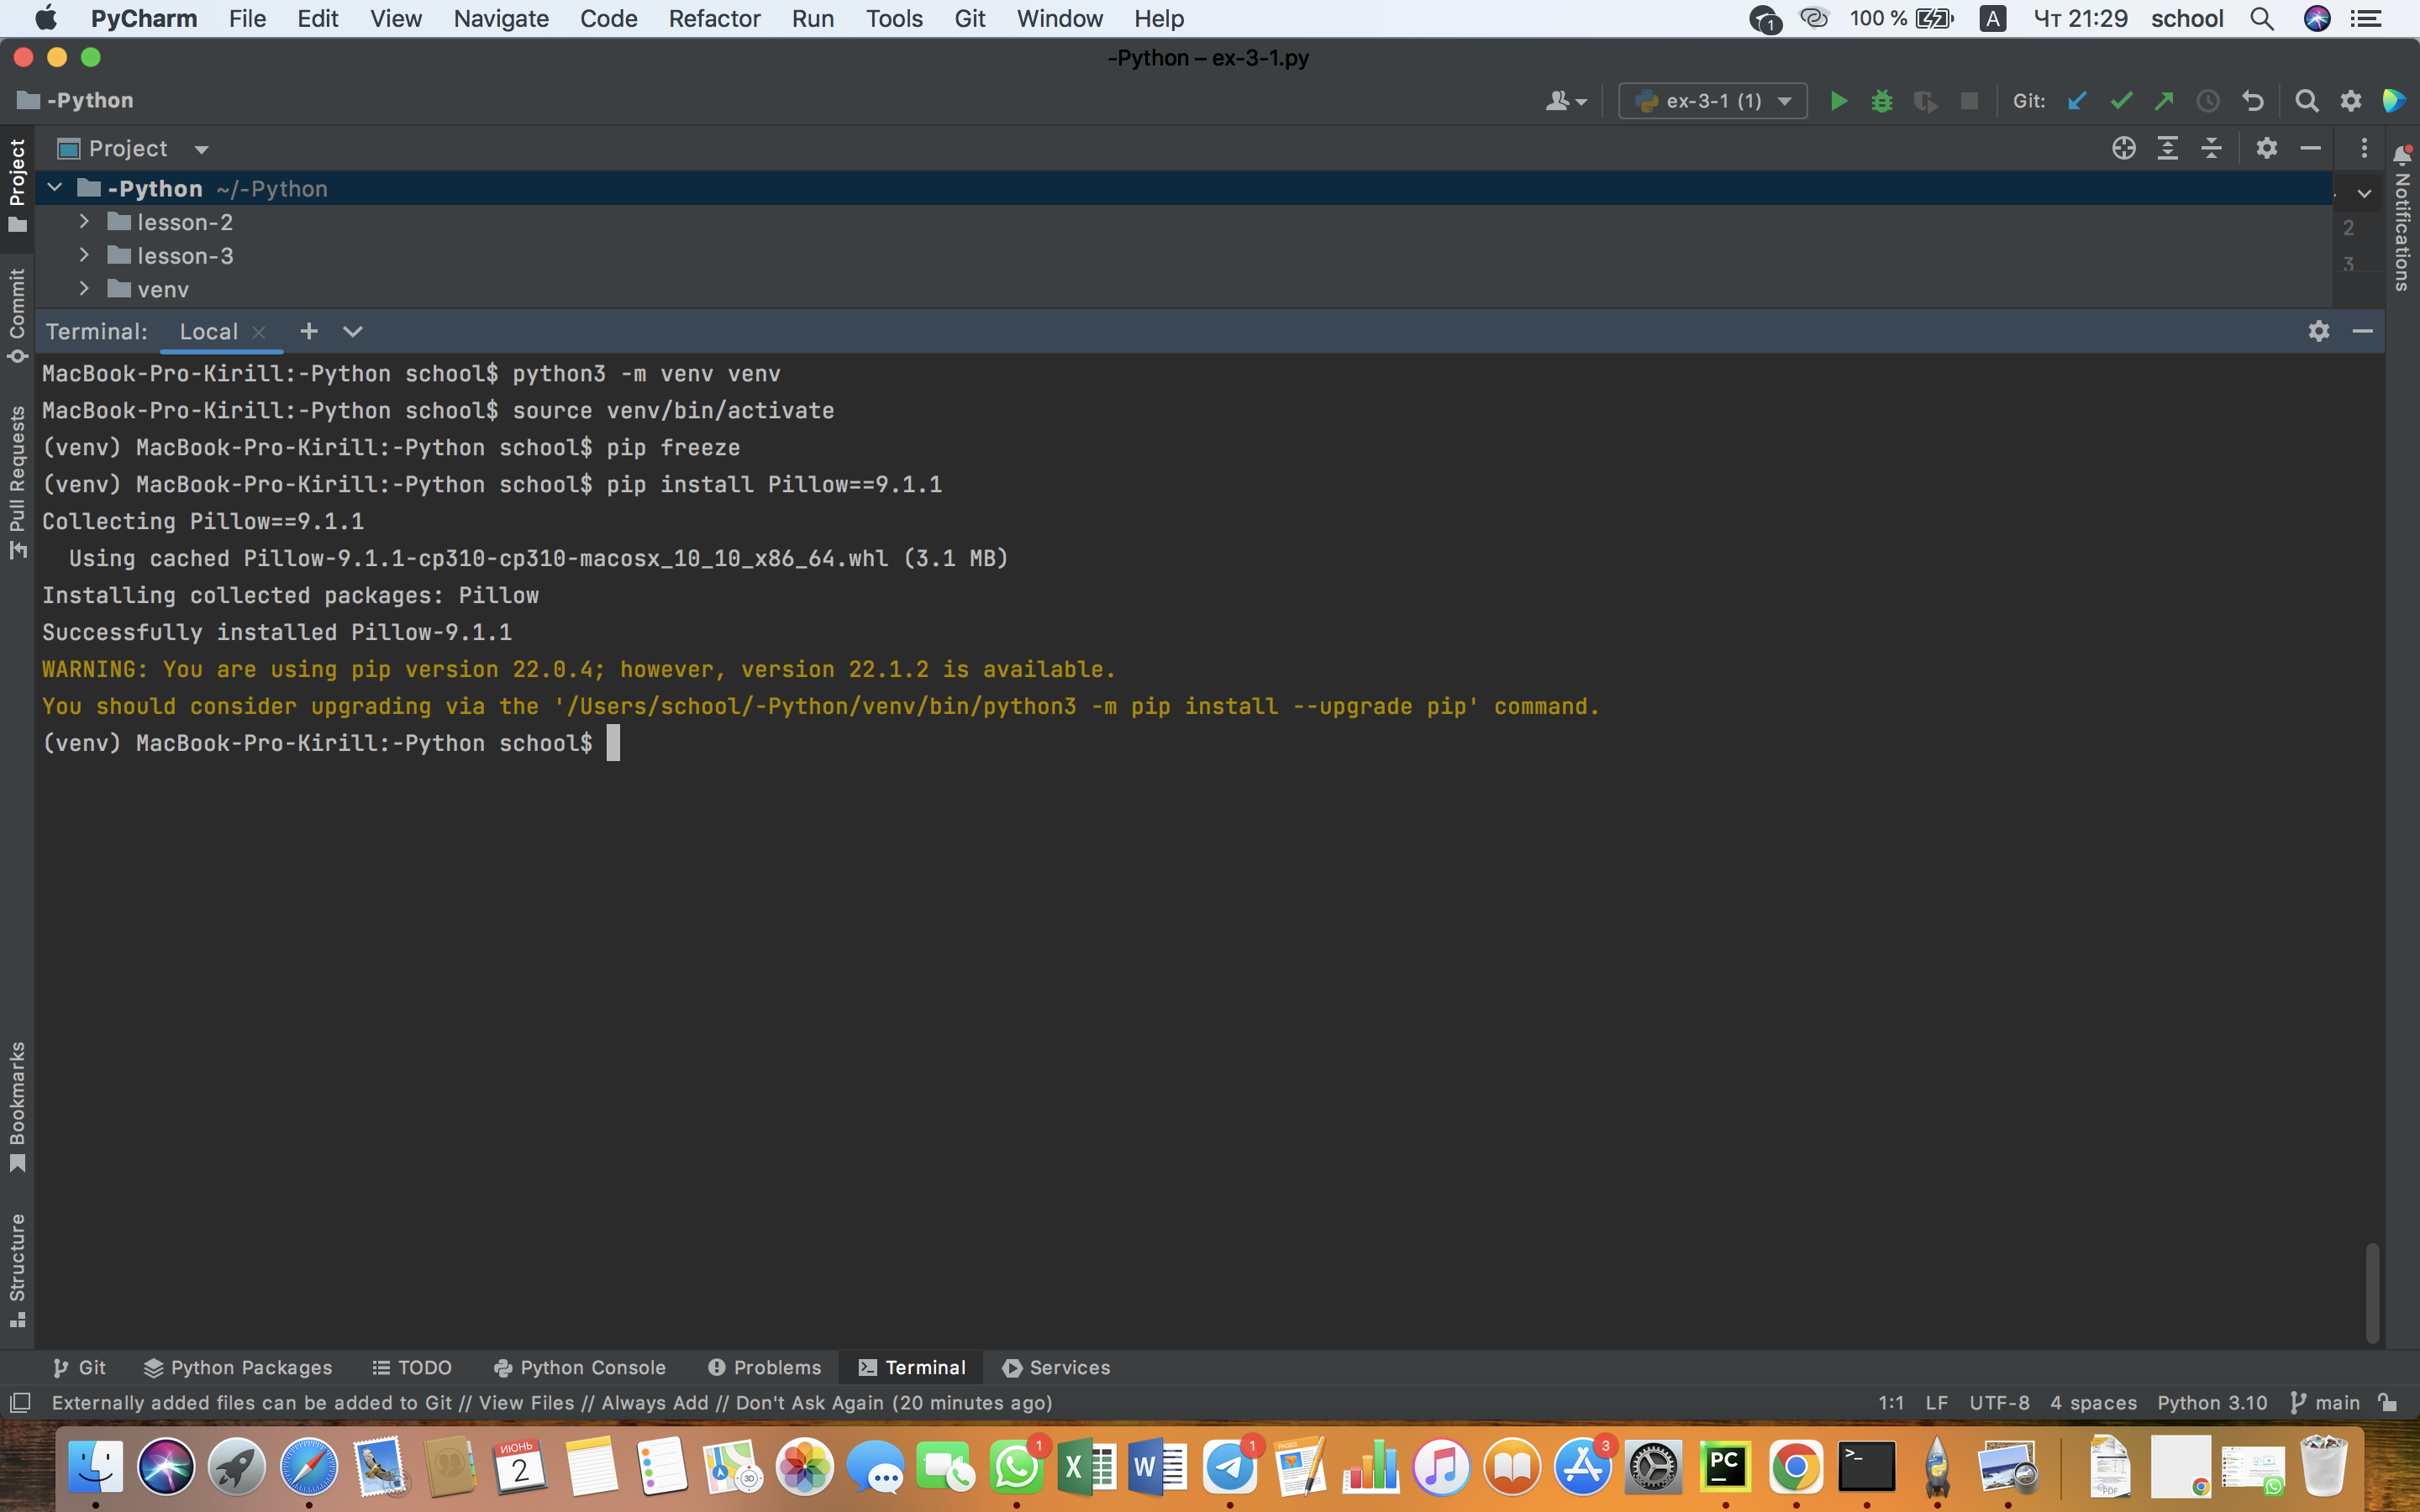 PyCharm File Edit View Navigate Code Refactor Run Tools Git Window Help 1 100 % A Чт 21:29 school
-Python – ex-3-1.py
-Python ex-3-1 (1) Git:
Project
-Python ~/-Python
lesson-2
2
lesson-3
3
venv
Project
Commit
Pull Requests
Bookmarks
Structure
Notifications
Terminal: Local
MacBook-Pro-Kirill:-Python school$ python3 -m venv venv
MacBook-Pro-Kirill:-Python school$ source venv/bin/activate
(venv) MacBook-Pro-Kirill:-Python school$ pip freeze
(venv) MacBook-Pro-Kirill:-Python school$ pip install Pillow==9.1.1
Collecting Pillow==9.1.1
  Using cached Pillow-9.1.1-cp310-cp310-macosx_10_10_x86_64.whl (3.1 MB)
Installing collected packages: Pillow
Successfully installed Pillow-9.1.1
WARNING: You are using pip version 22.0.4; however, version 22.1.2 is available.
You should consider upgrading via the '/Users/school/-Python/venv/bin/python3 -m pip install --upgrade pip' command.
(venv) MacBook-Pro-Kirill:-Python school$
Git Python Packages TODO Python Console Problems Terminal Services
Externally added files can be added to Git // View Files // Always Add // Don't Ask Again (20 minutes ago) 1:1 LF UTF-8 4 spaces Python 3.10 main
ИЮНЬ
2
3D
1
X
W
1
PAGES
3
PC
>_
PDF